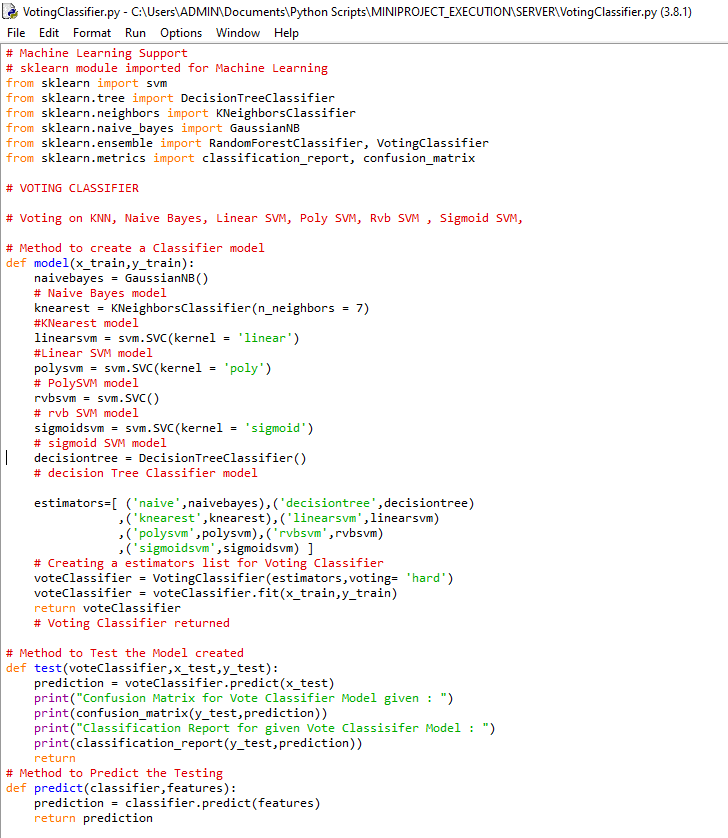 VotingClassifier.py - C:\Users\ADMIN\Documents\Python Scripts\MINIPROJECT_EXECUTION\SERVER\VotingClassifier.py (3.8.1)
File Edit Format Run Options Window Help
# Machine Learning Support
# sklearn module imported for Machine Learning
from sklearn import svm
from sklearn.tree import DecisionTreeClassifier
from sklearn.neighbors import KNeighborsClassifier
from sklearn.naive_bayes import GaussianNB
from sklearn.ensemble import RandomForestClassifier, VotingClassifier
from sklearn.metrics import classification_report, confusion_matrix

# VOTING CLASSIFIER

# Voting on KNN, Naive Bayes, Linear SVM, Poly SVM, Rvb SVM , Sigmoid SVM,

# Method to create a Classifier model
def model(x_train,y_train):
    naivebayes = GaussianNB()
    # Naive Bayes model
    knearest = KNeighborsClassifier(n_neighbors = 7)
    #KNearest model
    linearsvm = svm.SVC(kernel = 'linear')
    #Linear SVM model
    polysvm = svm.SVC(kernel = 'poly')
    # PolySVM model
    rvbsvm = svm.SVC()
    # rvb SVM model
    sigmoidsvm = svm.SVC(kernel = 'sigmoid')
    # sigmoid SVM model
    decisiontree = DecisionTreeClassifier()
    # decision Tree Classifier model

    estimators=[ ('naive',naivebayes),('decisiontree',decisiontree)
                ,('knearest',knearest),('linearsvm',linearsvm)
                ,('polysvm',polysvm),('rvbsvm',rvbsvm)
                ,('sigmoidsvm',sigmoidsvm) ]
    # Creating a estimators list for Voting Classifier
    voteClassifier = VotingClassifier(estimators,voting= 'hard')
    voteClassifier = voteClassifier.fit(x_train,y_train)
    return voteClassifier
    # Voting Classifier returned

# Method to Test the Model created
def test(voteClassifier,x_test,y_test):
    prediction = voteClassifier.predict(x_test)
    print("Confusion Matrix for Vote Classifier Model given : ")
    print(confusion_matrix(y_test,prediction))
    print("Classification Report for given Vote Classisifer Model : ")
    print(classification_report(y_test,prediction))
    return
# Method to Predict the Testing
def predict(classifier,features):
    prediction = classifier.predict(features)
    return prediction